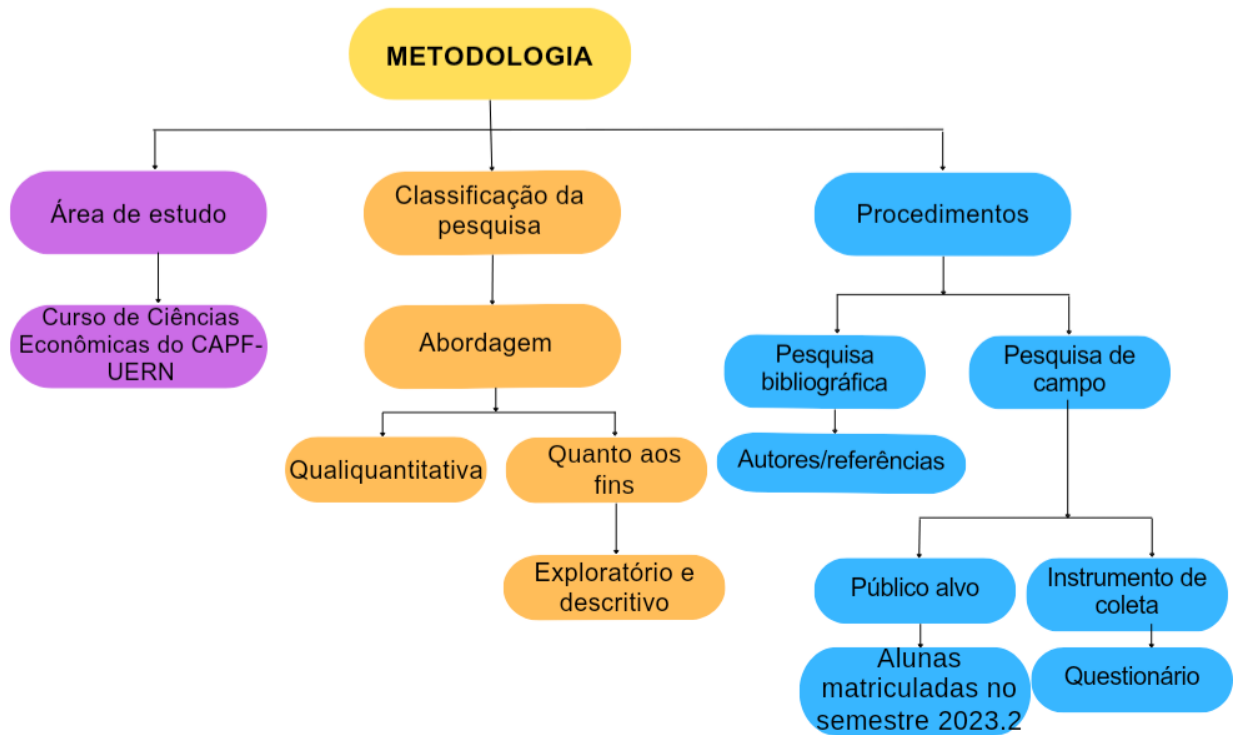 METODOLOGIA
Área de estudo
Classificação da
pesquisa
Procedimentos
Curso de Ciências
Econômicas do CAPF-
UERN
Abordagem
Pesquisa
bibliográfica
Pesquisa de
campo
Qualiquantitativa
Quanto aos
fins
Autores/referências
Exploratório e
descritivo
Público alvo
Instrumento de
coleta
Alunas
matriculadas no
semestre 2023.2
Questionário